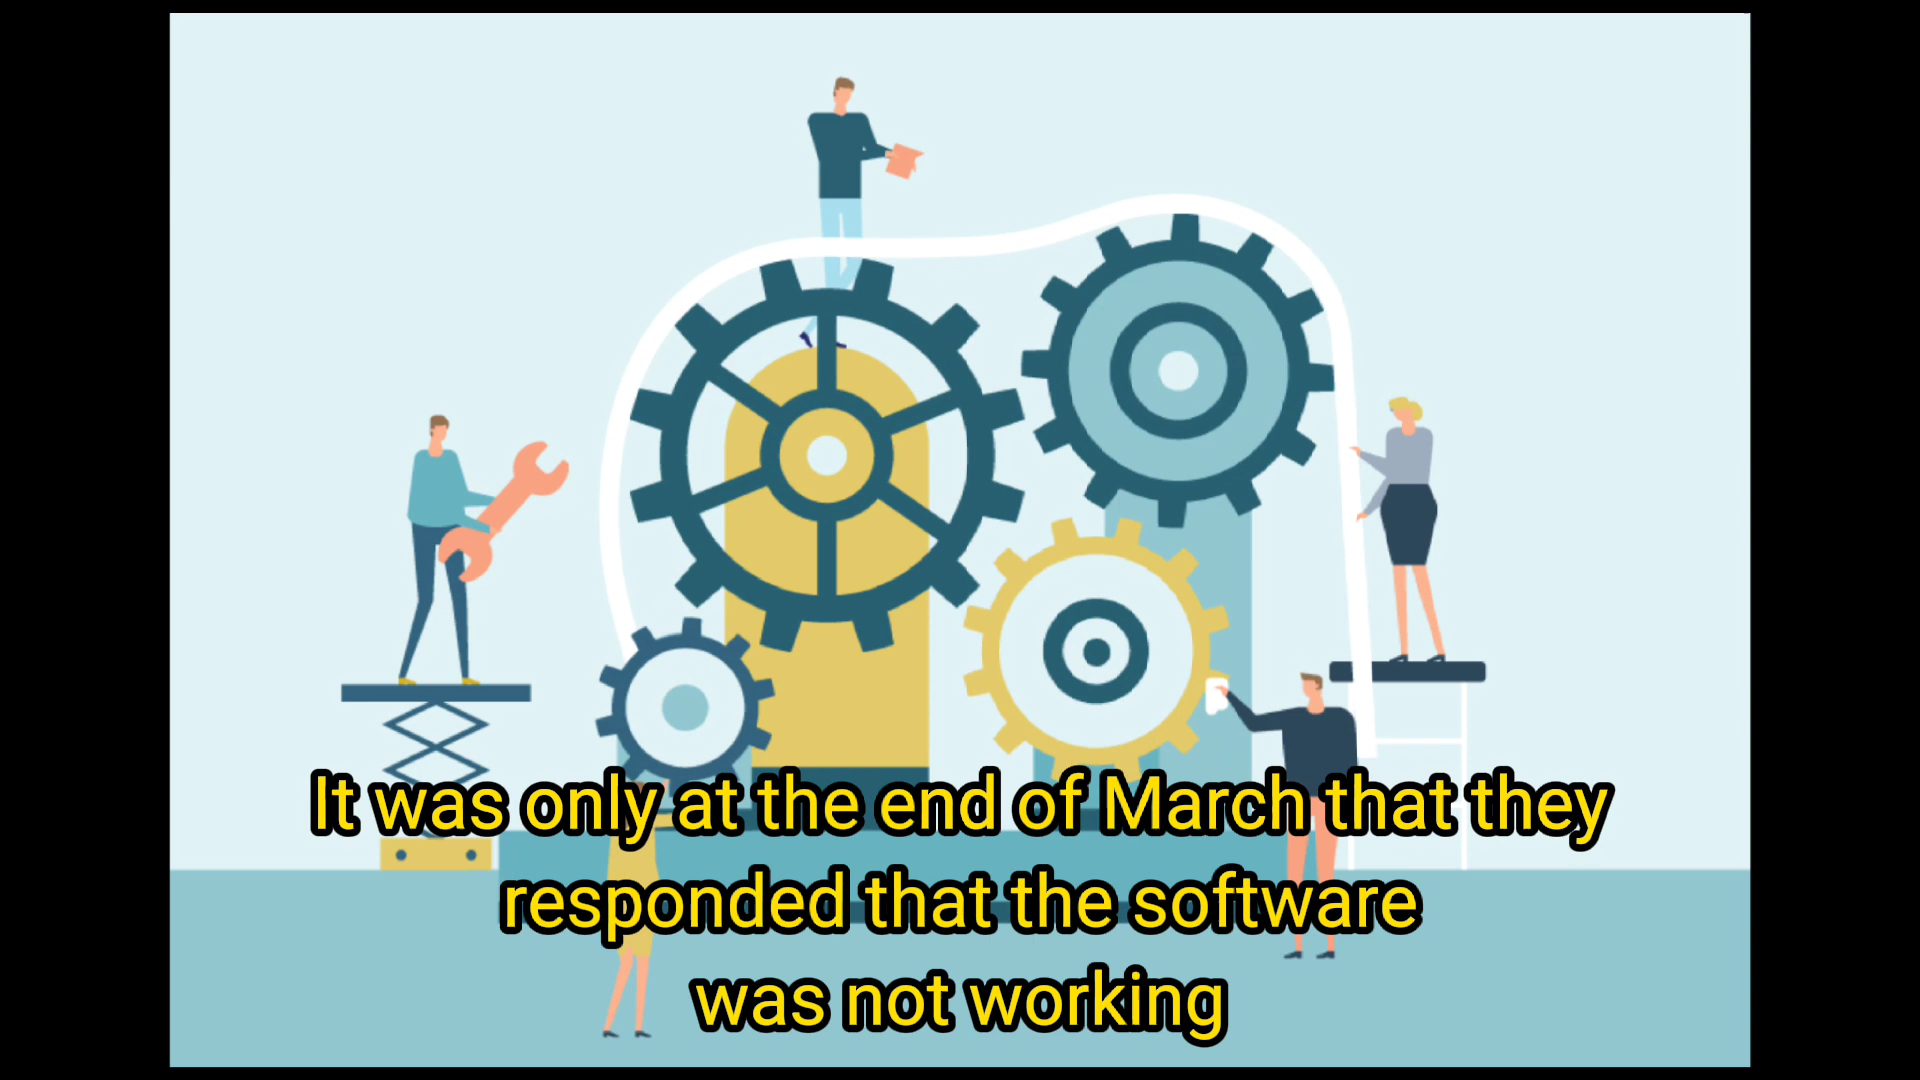 It was only at the end of March that they
responded that the software
was not working